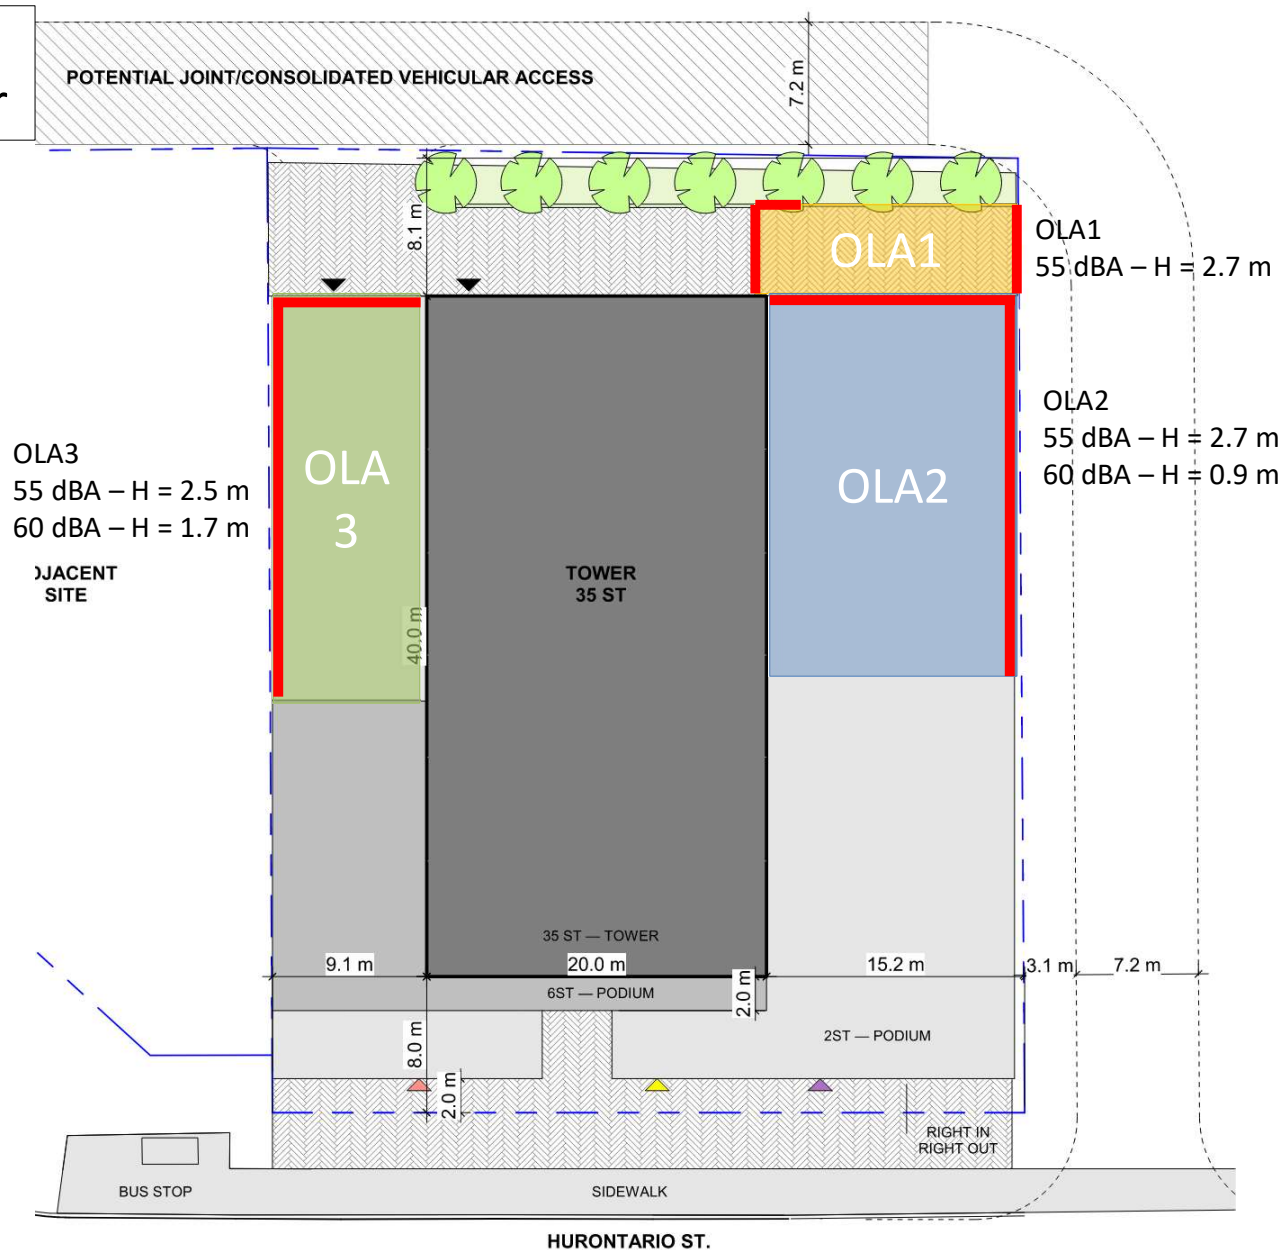 r
POTENTIAL JOINT/CONSOLIDATED VEHICULAR ACCESS
7.2 m
8.1 m
OLA1
OLA1
55 dBA – H = 2.7 m
OLA2
55 dBA – H = 2.7 m
60 dBA – H = 0.9 m
OLA3
55 dBA – H = 2.5 m
60 dBA – H = 1.7 m
OLA
3
OLA2
DJACENT
SITE
TOWER
35 ST
40.0 m
35 ST — TOWER
9.1 m
20.0 m
15.2 m
3.1 m
7.2 m
6ST — PODIUM
2.0 m
8.0 m
2ST — PODIUM
2.0 m
RIGHT IN
RIGHT OUT
BUS STOP
SIDEWALK
HURONTARIO ST.